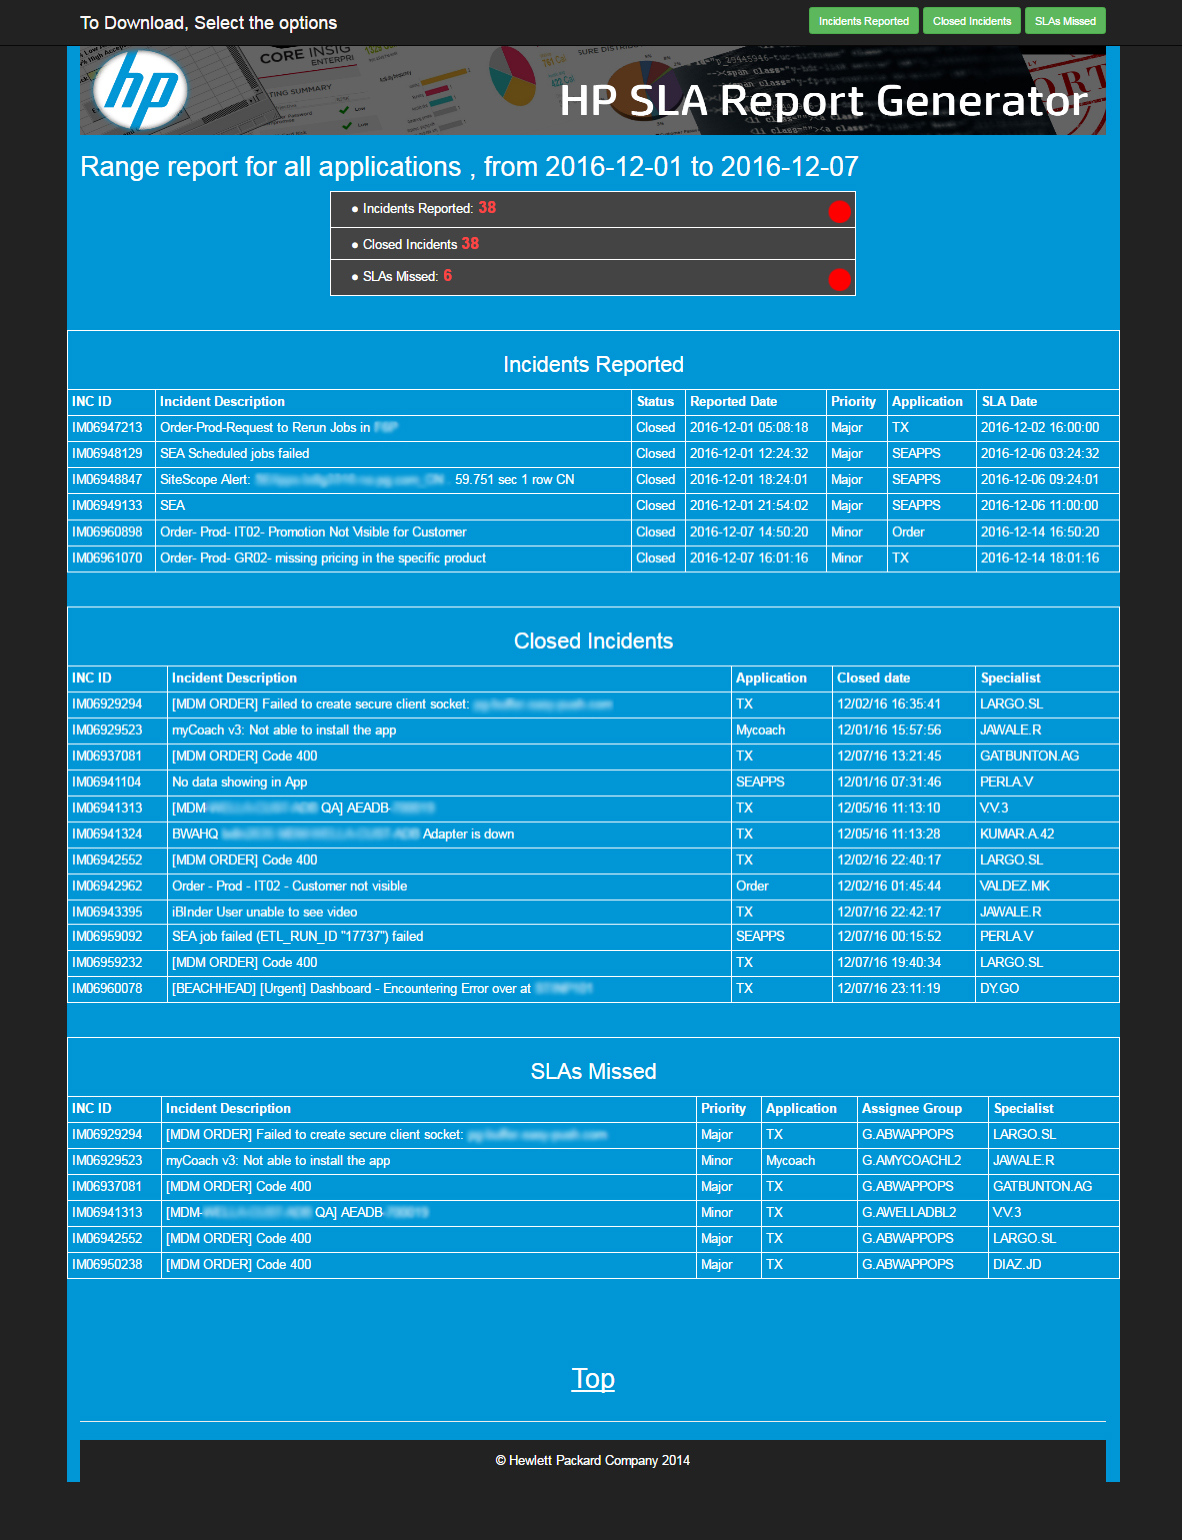 To Download, Select the options
Incidents Reported Closed Incidents SLAs Missed
hp
HP SLA Report Generator
Range report for all applications , from 2016-12-01 to 2016-12-07
● Incidents Reported: 38
● Closed Incidents 38
● SLAs Missed: 6
Incidents Reported
INC ID Incident Description Status Reported Date Priority Application SLA Date
IM06947213 Order-Prod-Request to Rerun Jobs in Closed 2016-12-01 05:08:18 Major TX 2016-12-02 16:00:00
IM06948129 SEA Scheduled jobs failed Closed 2016-12-01 12:24:32 Major SEAPPS 2016-12-06 03:24:32
IM06948847 SiteScope Alert: 59.751 sec 1 row CN Closed 2016-12-01 18:24:01 Major SEAPPS 2016-12-06 09:24:01
IM06949133 SEA Closed 2016-12-01 21:54:02 Major SEAPPS 2016-12-06 11:00:00
IM06960898 Order- Prod- IT02- Promotion Not Visible for Customer Closed 2016-12-07 14:50:20 Minor Order 2016-12-14 16:50:20
IM06961070 Order- Prod- GR02- missing pricing in the specific product Closed 2016-12-07 16:01:16 Minor TX 2016-12-14 18:01:16
Closed Incidents
INC ID Incident Description Application Closed date Specialist
IM06929294 [MDM ORDER] Failed to create secure client socket: TX 12/02/16 16:35:41 LARGO.SL
IM06929523 myCoach v3: Not able to install the app Mycoach 12/01/16 15:57:56 JAWALE.R
IM06937081 [MDM ORDER] Code 400 TX 12/07/16 13:21:45 GATBUNTON.AG
IM06941104 No data showing in App SEAPPS 12/01/16 07:31:46 PERLA.V
IM06941313 [MDM- QA] AEADB- TX 12/05/16 11:13:10 V.V.3
IM06941324 BWAHQ Adapter is down TX 12/05/16 11:13:28 KUMAR.A.42
IM06942552 [MDM ORDER] Code 400 TX 12/02/16 22:40:17 LARGO.SL
IM06942962 Order - Prod - IT02 - Customer not visible Order 12/02/16 01:45:44 VALDEZ.MK
IM06943395 iBInder User unable to see video TX 12/07/16 22:42:17 JAWALE.R
IM06959092 SEA job failed (ETL_RUN_ID "17737") failed SEAPPS 12/07/16 00:15:52 PERLA.V
IM06959232 [MDM ORDER] Code 400 TX 12/07/16 19:40:34 LARGO.SL
IM06960078 [BEACHHEAD] [Urgent] Dashboard - Encountering Error over at TX 12/07/16 23:11:19 DY.GO
SLAs Missed
INC ID Incident Description Priority Application Assignee Group Specialist
IM06929294 [MDM ORDER] Failed to create secure client socket: Major TX G.ABWAPPOPS LARGO.SL
IM06929523 myCoach v3: Not able to install the app Minor Mycoach G.AMYCOACHL2 JAWALE.R
IM06937081 [MDM ORDER] Code 400 Major TX G.ABWAPPOPS GATBUNTON.AG
IM06941313 [MDM- QA] AEADB- Minor TX G.AWELLADBL2 V.V.3
IM06942552 [MDM ORDER] Code 400 Major TX G.ABWAPPOPS LARGO.SL
IM06950238 [MDM ORDER] Code 400 Major TX G.ABWAPPOPS DIAZ.JD
Top
© Hewlett Packard Company 2014